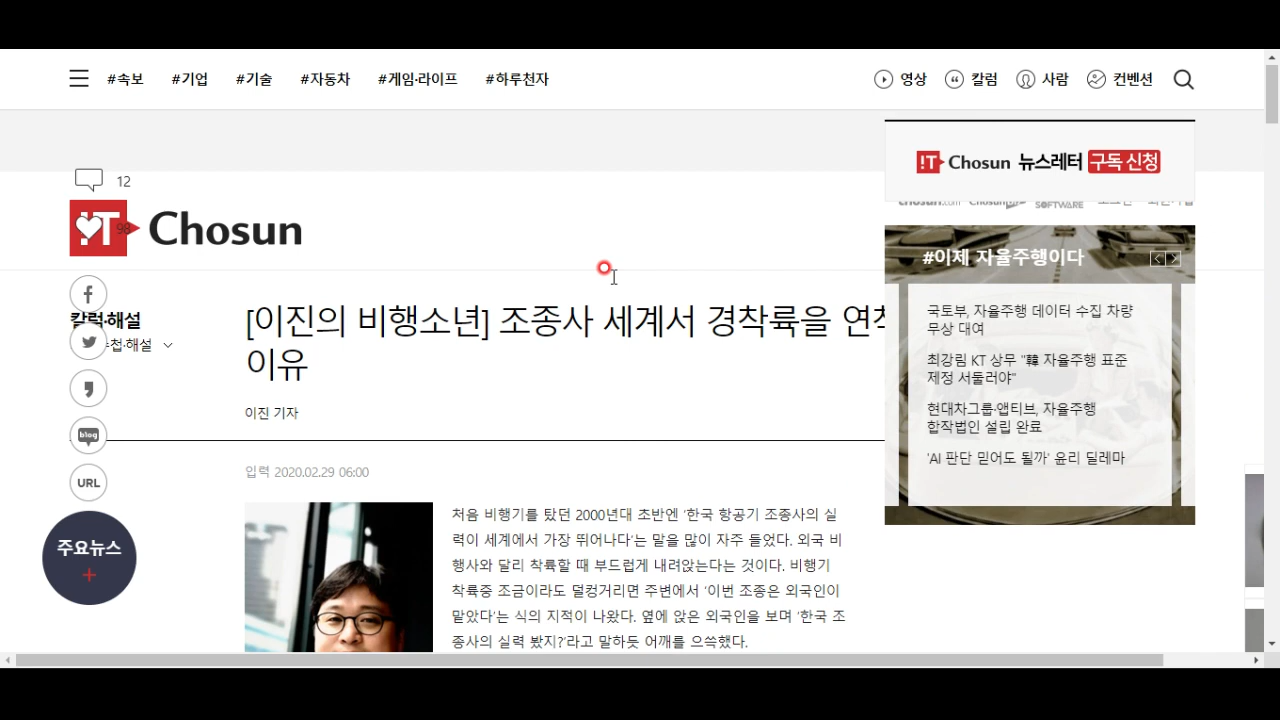 #속보 #기업 #기술 #자동차 #게임·라이프 #하루천자 영상 칼럼 사람 컨벤션
IT Chosun 뉴스레터 구독 신청
12
98
IT Chosun
chosun.com
SOFTWARE
#이제 자율주행이다
국토부, 자율주행 데이터 수집 차량
무상 대여
최강림 KT 상무 "韓 자율주행 표준
제정 서둘러야"
현대차그룹·앱티브, 자율주행
합작법인 설립 완료
'AI 판단 믿어도 될까' 윤리 딜레마
칼럼·해설
수첩·해설
[이진의 비행소년] 조종사 세계서 경착륙을 연착
이유
이진 기자
입력 2020.02.29 06:00
blog
URL
주요뉴스
+
처음 비행기를 탔던 2000년대 초반엔 '한국 항공기 조종사의 실
력이 세계에서 가장 뛰어나다'는 말을 많이 자주 들었다. 외국 비
행사와 달리 착륙할 때 부드럽게 내려앉는다는 것이다. 비행기
착륙중 조금이라도 덜컹거리면 주변에서 '이번 조종은 외국인이
맡았다'는 식의 지적이 나왔다. 옆에 앉은 외국인을 보며 '한국 조
종사의 실력 봤지?'라고 말하듯 어깨를 으쓱했다.